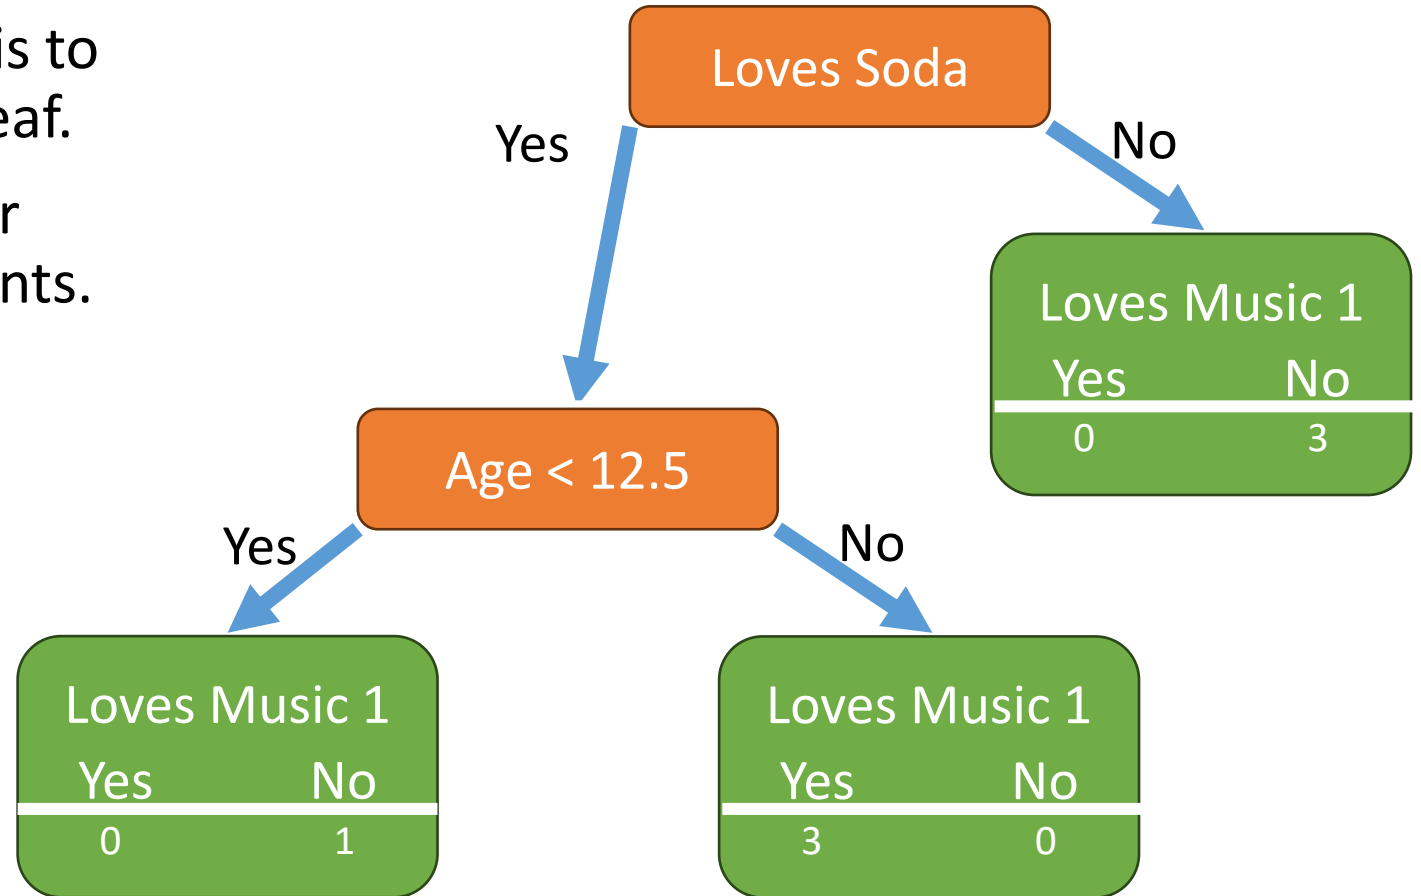 is to
eaf.
r
nts.
Loves Soda
Yes
No
Loves Music 1
Yes No
0 3
Age < 12.5
Yes
No
Loves Music 1
Yes No
0 1
Loves Music 1
Yes No
3 0